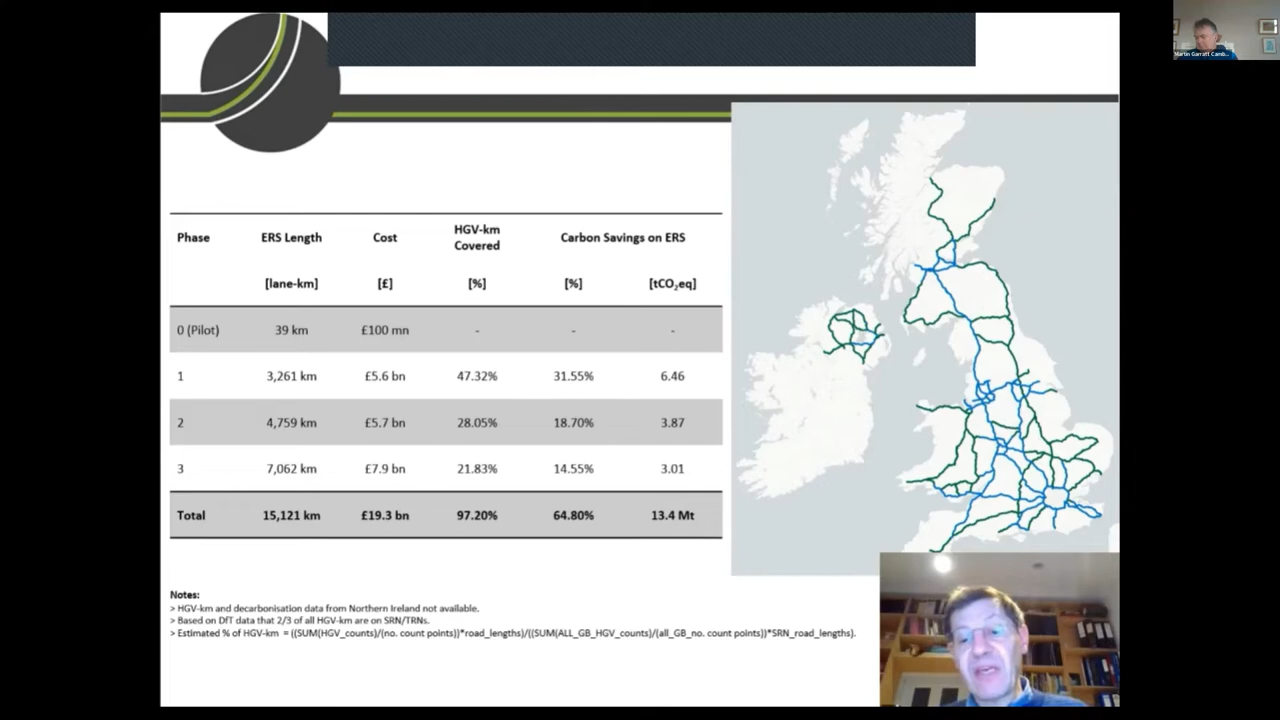 Martin Garratt Camb...
Phase ERS Length Cost HGV-km Covered Carbon Savings on ERS
[lane-km] [£] [%] [%] [tCO₂eq]
0 (Pilot) 39 km £100 mn - - -
1 3,261 km £5.6 bn 47.32% 31.55% 6.46
2 4,759 km £5.7 bn 28.05% 18.70% 3.87
3 7,062 km £7.9 bn 21.83% 14.55% 3.01
Total 15,121 km £19.3 bn 97.20% 64.80% 13.4 Mt
Notes:
> HGV-km and decarbonisation data from Northern Ireland not available.
> Based on DfT data that 2/3 of all HGV-km are on SRN/TRNs.
> Estimated % of HGV-km = ((SUM(HGV_counts)/(no. count points))*road_lengths)/((SUM(ALL_GB_HGV_counts)/(all_GB_no. count points))*SRN_road_lengths).